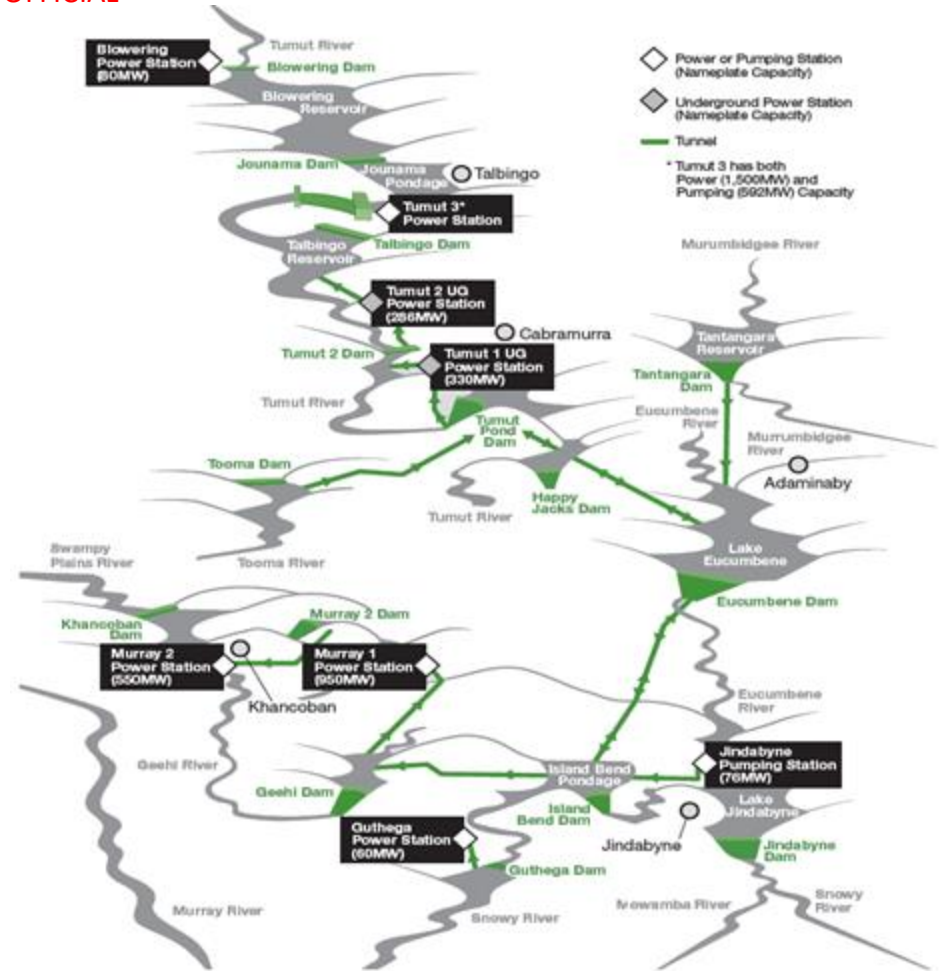 OFFICIAL
Blowering
Power Station
(80MW)
Tumut River
Blowering Dam
Blowering
Reservoir
Power or Pumping Station
(Nameplate Capacity)
Underground Power Station
(Nameplate Capacity)
Tunnel
* Tumut 3 has both
Power (1,500MW) and
Pumping (592MW) Capacity
Jounama Dam
Jounama
Pondage
Talbingo
Tumut 3*
Power Station
Talbingo
Reservoir
Talbingo Dam
Murumbidgee River
Tumut 2 UG
Power Station
(286MW)
Cabramurra
Tantangara
Reservoir
Tumut 2 Dam
Tumut 1 UG
Power Station
(330MW)
Tantangara
Dam
Tumut River
Eucumbene
River
Tumut
Pond
Dam
Murrumbidgee
River
Tooma Dam
Adaminaby
Happy
Jacks Dam
Tumut River
Swampy
Plains River
Tooma River
Lake
Eucumbene
Eucumbene Dam
Khancoban
Dam
Murray 2 Dam
Murray 2
Power Station
(550MW)
Murray 1
Power Station
(950MW)
Khancoban
Eucumbene
River
Geehi River
Island Bend
Pondage
Jindabyne
Pumping Station
(76MW)
Geehi Dam
Island
Bend Dam
Lake
Jindabyne
Guthega
Power Station
(60MW)
Jindabyne
Jindabyne
Dam
Guthega Dam
Murray River
Snowy River
Mowamba River
Snowy
River